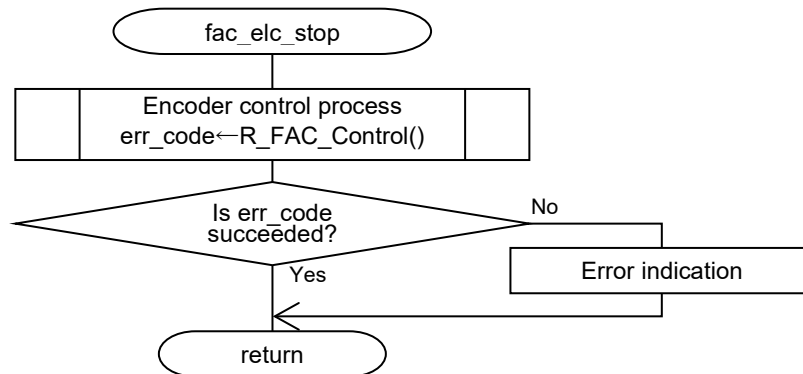 fac_elc_stop
Encoder control process
err_code←R_FAC_Control()
Is err_code
succeeded?
No
Yes
Error indication
return